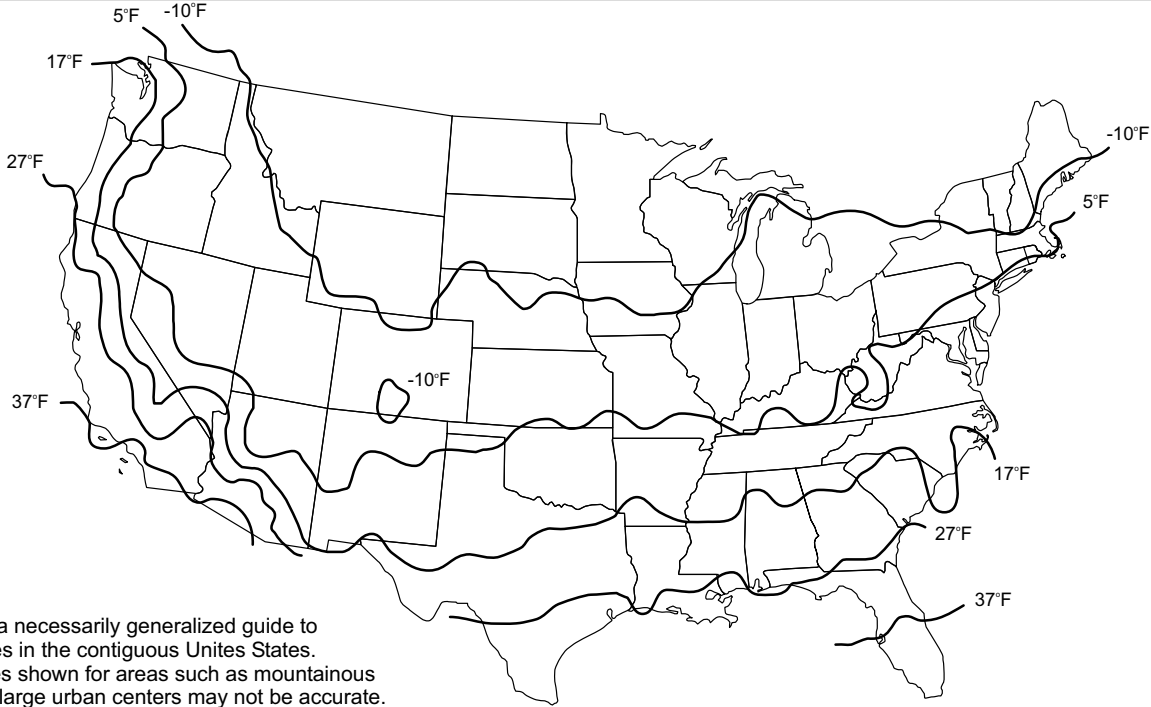 5°F
-10°F
17°F
-10°F
27°F
5°F
-10°F
37°F
17°F
27°F
37°F
a necessarily generalized guide to
es in the contiguous Unites States.
es shown for areas such as mountainous
large urban centers may not be accurate.